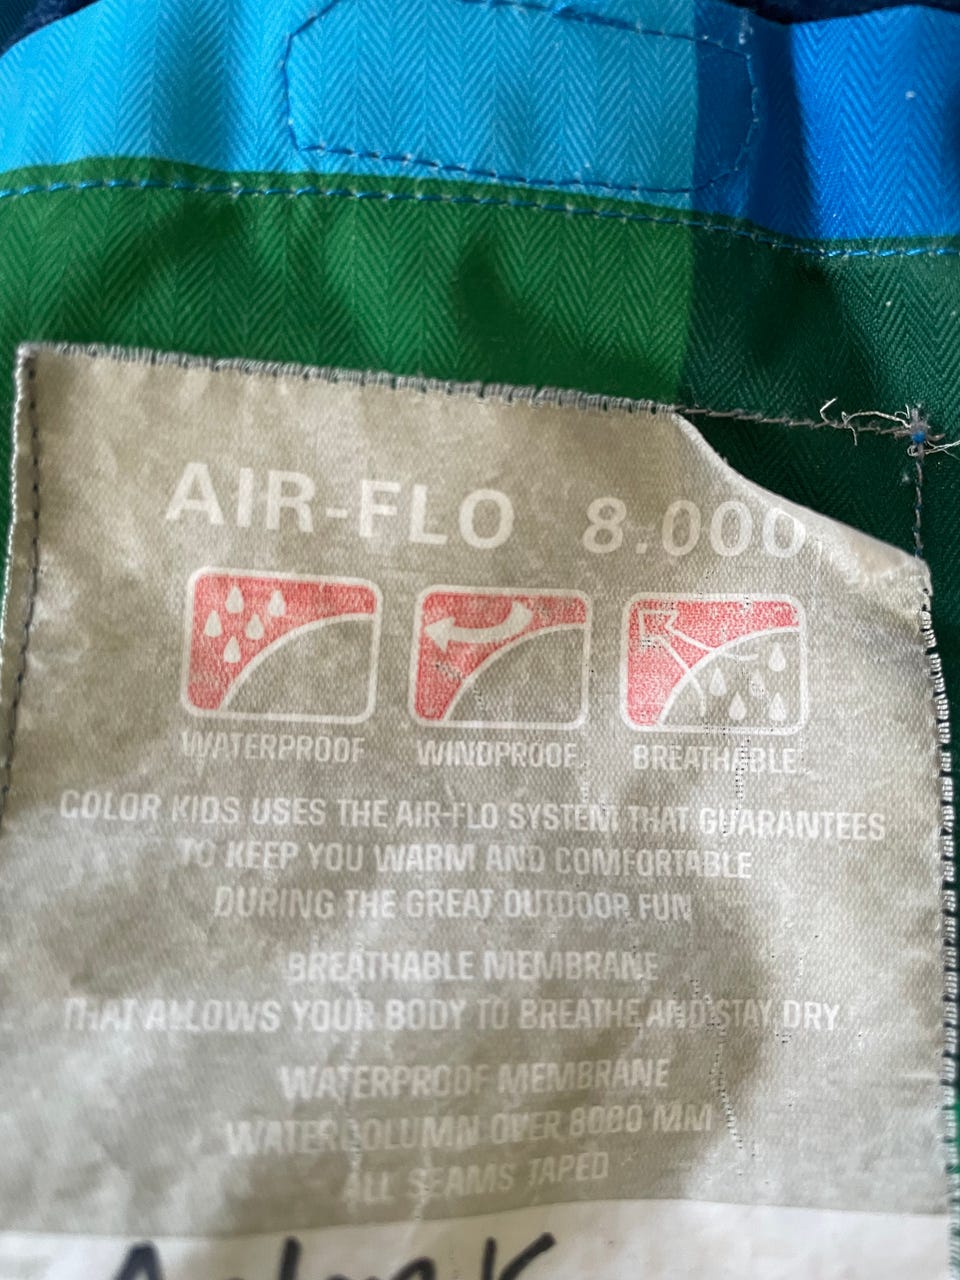 AIR-FLO 8.000
WATERPROOF WINDPROOF BREATHABLE
COLOR KIDS USES THE AIR-FLO SYSTEM THAT GUARANTEES
TO KEEP YOU WARM AND COMFORTABLE
DURING THE GREAT OUTDOOR FUN
BREATHABLE MEMBRANE
THAT ALLOWS YOUR BODY TO BREATHE AND STAY DRY
WATERPROOF MEMBRANE
WATERCOLUMN OVER 8000 MM
ALL SEAMS TAPED